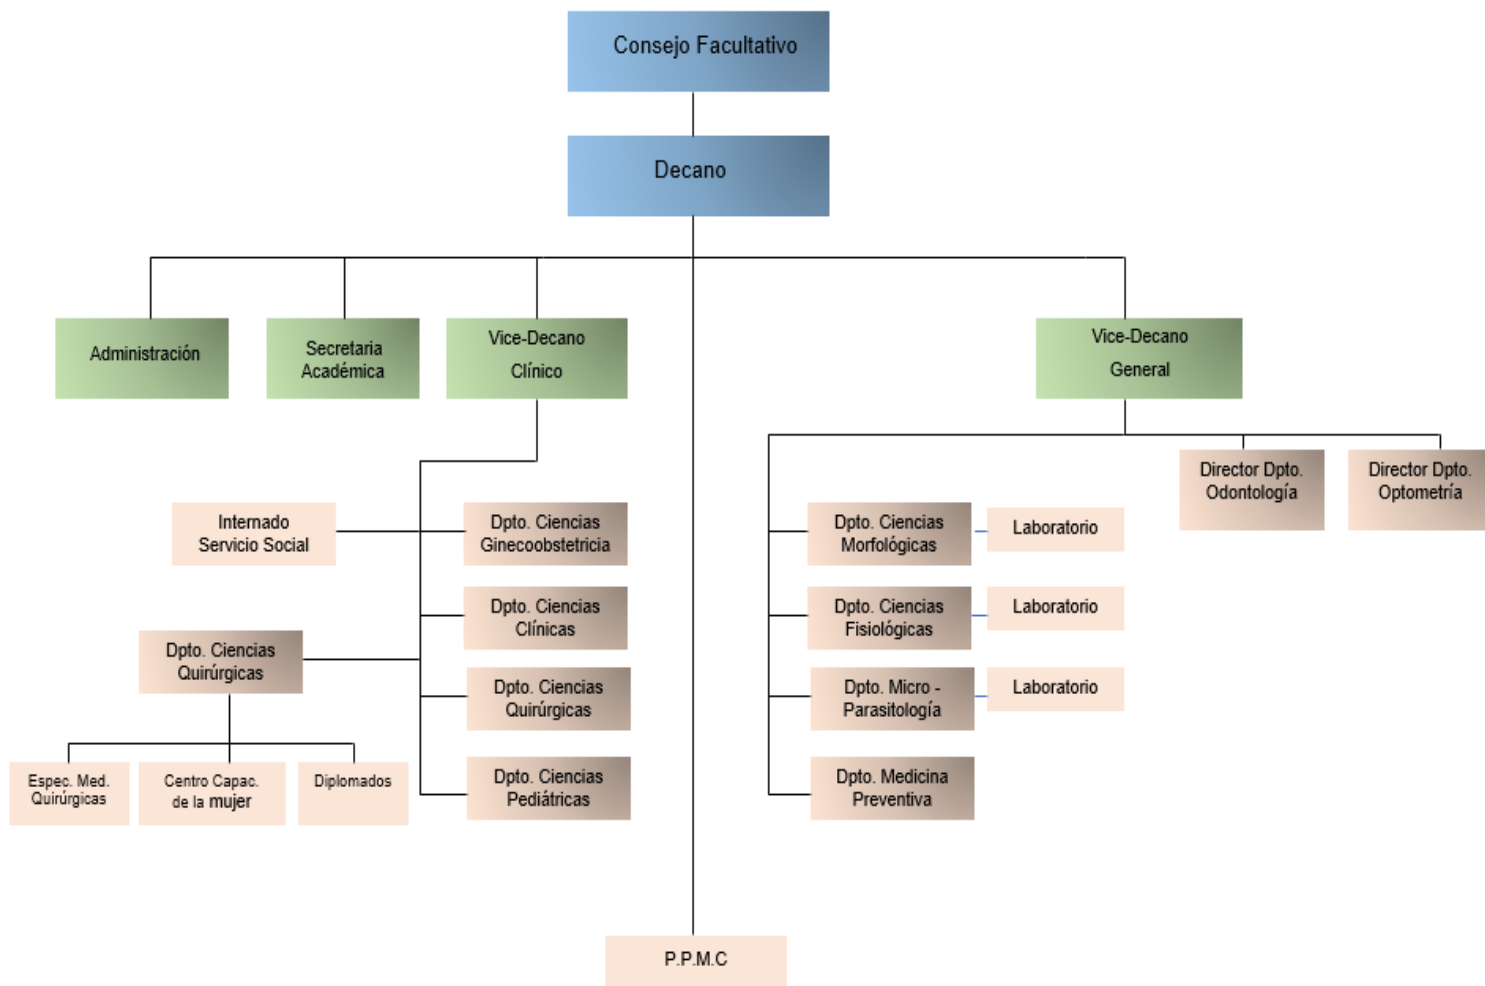 Consejo Facultativo
Decano
Administración
Secretaria
Académica
Vice-Decano
Clínico
Vice-Decano
General
Director Dpto.
Odontología
Director Dpto.
Optometría
Internado
Servicio Social
Dpto. Ciencias
Ginecoobstetricia
Dpto. Ciencias
Morfológicas
Laboratorio
Dpto. Ciencias
Clínicas
Dpto. Ciencias
Fisiológicas
Laboratorio
Dpto. Ciencias
Quirúrgicas
Dpto. Ciencias
Quirúrgicas
Dpto. Micro -
Parasitología
Laboratorio
Espec. Med.
Quirúrgicas
Centro Capac.
de la mujer
Diplomados
Dpto. Ciencias
Pediátricas
Dpto. Medicina
Preventiva
P.P.M.C